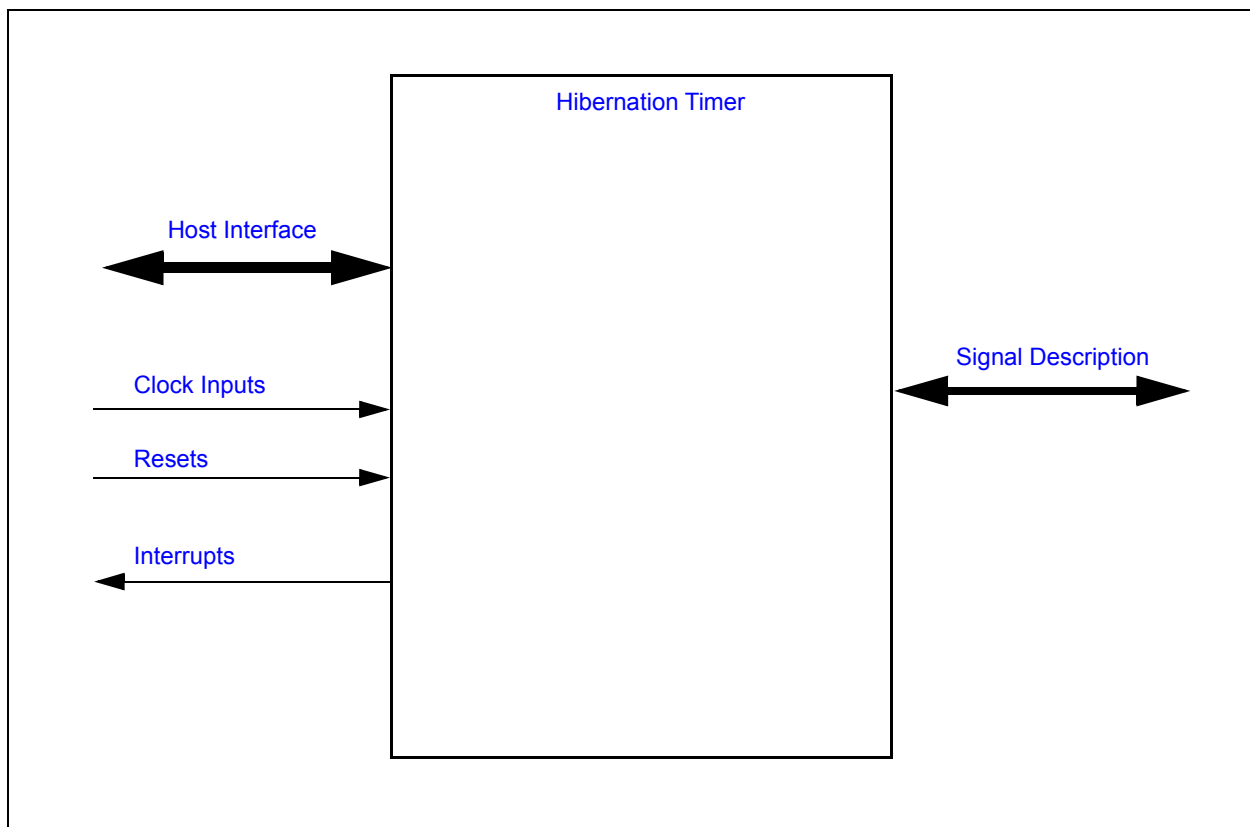 Hibernation Timer
Host Interface
Signal Description
Clock Inputs
Resets
Interrupts